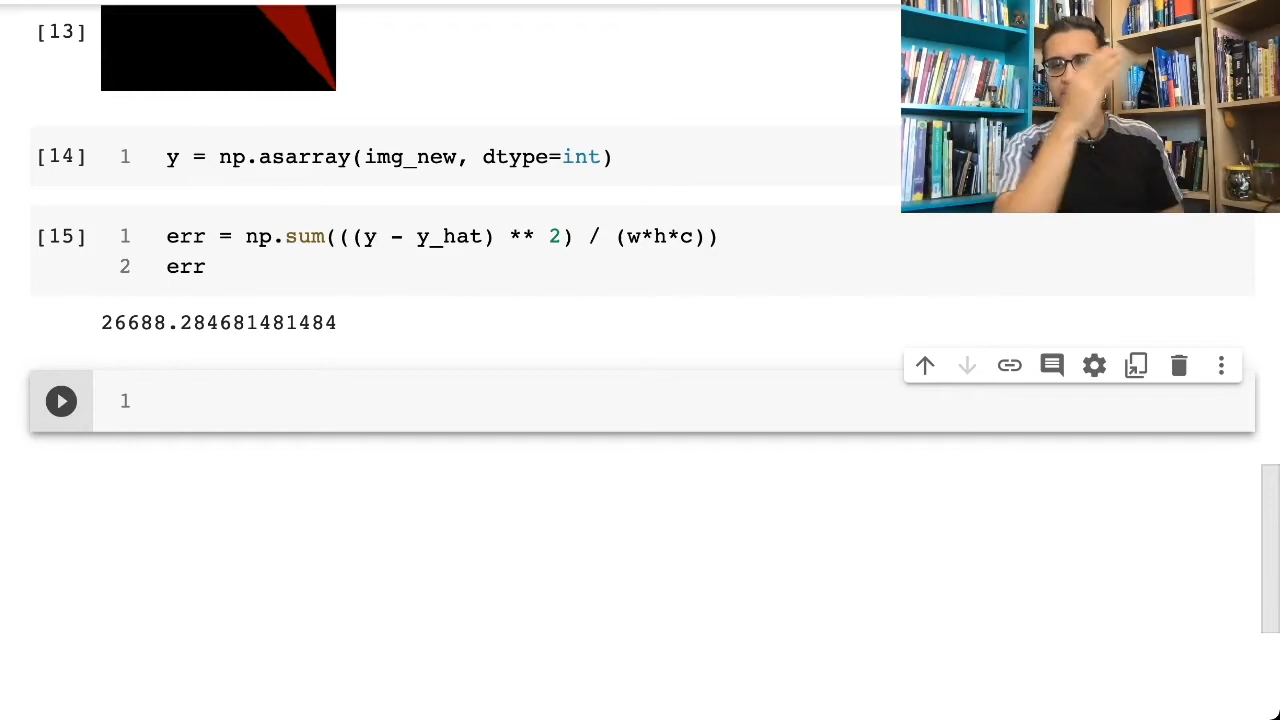 [13]
[14] 1 y = np.asarray(img_new, dtype=int)
[15] 1 err = np.sum(((y - y_hat) ** 2) / (w*h*c))
2 err
26688.284681481484
1